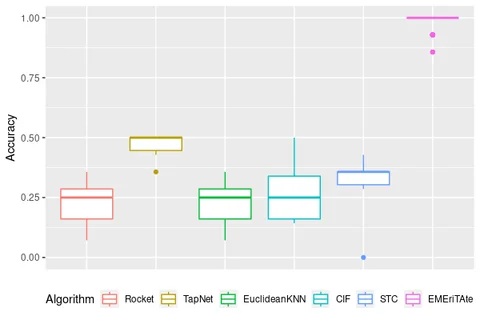 1.00
0.75
0.50
0.25
0.00
Accuracy
Algorithm Rocket TapNet EuclideanKNN CIF STC EMEriTAte